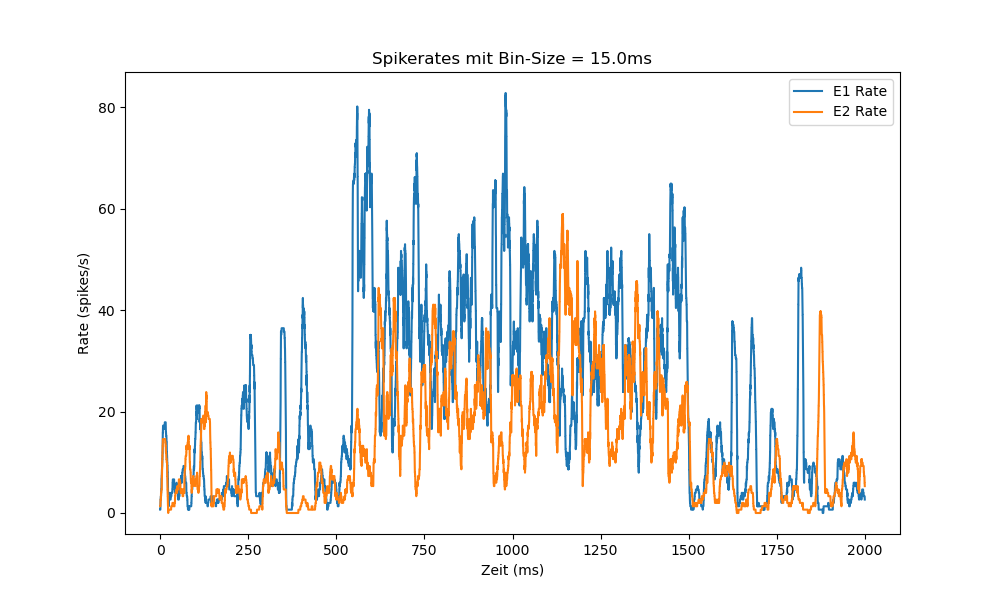 Spikerates mit Bin-Size = 15.0ms
E1 Rate
E2 Rate
80
60
40
20
0
Rate (spikes/s)
0 250 500 750 1000 1250 1500 1750 2000
Zeit (ms)